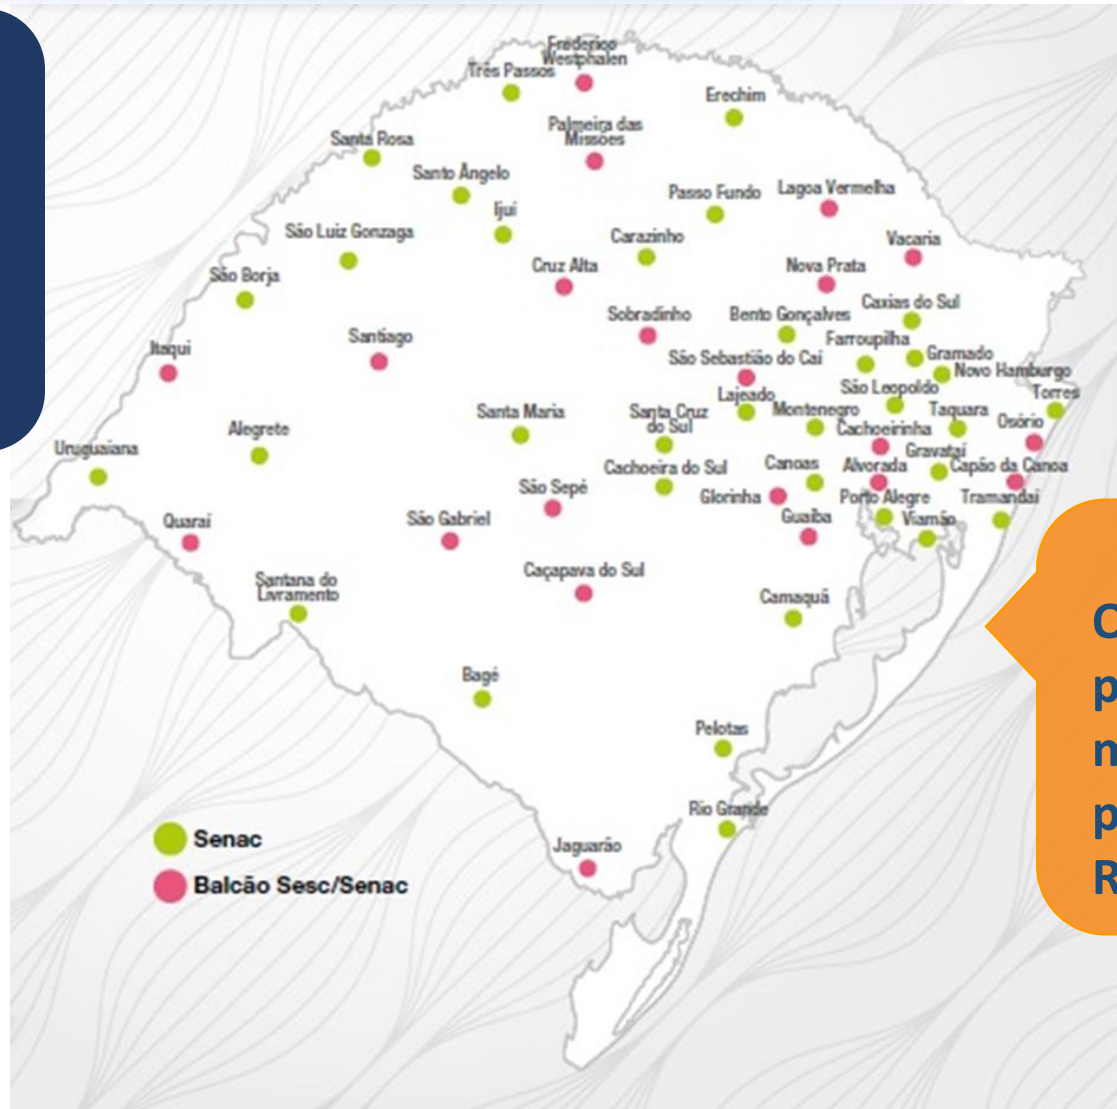 Frederico
Westphalen
Três Passos
Erechim
Palmeira das
Missões
Santa Rosa
Santo Ângelo
Passo Fundo
Lagoa Vermelha
Ijuí
São Luiz Gonzaga
Carazinho
Vacaria
Cruz Alta
Nova Prata
São Borja
Caxias do Sul
Sobradinho
Bento Gonçalves
Santiago
Farroupilha
Itaqui
São Sebastião do Caí
Gramado
Novo Hamburgo
São Leopoldo
Torres
Lajeado
Santa Maria
Santa Cruz
do Sul
Montenegro
Taquara
Alegrete
Cachoeirinha
Osório
Uruguaiana
Gravataí
Cachoeira do Sul
Canoas
Alvorada
Capão da Canoa
São Sepé
Glorinha
Porto Alegre
Tramandaí
Quaraí
São Gabriel
Guaíba
Viamão
Caçapava do Sul
Santana do
Livramento
Camaquã
Bagé
Pelotas
Rio Grande
Jaguarão
Senac
Balcão Sesc/Senac